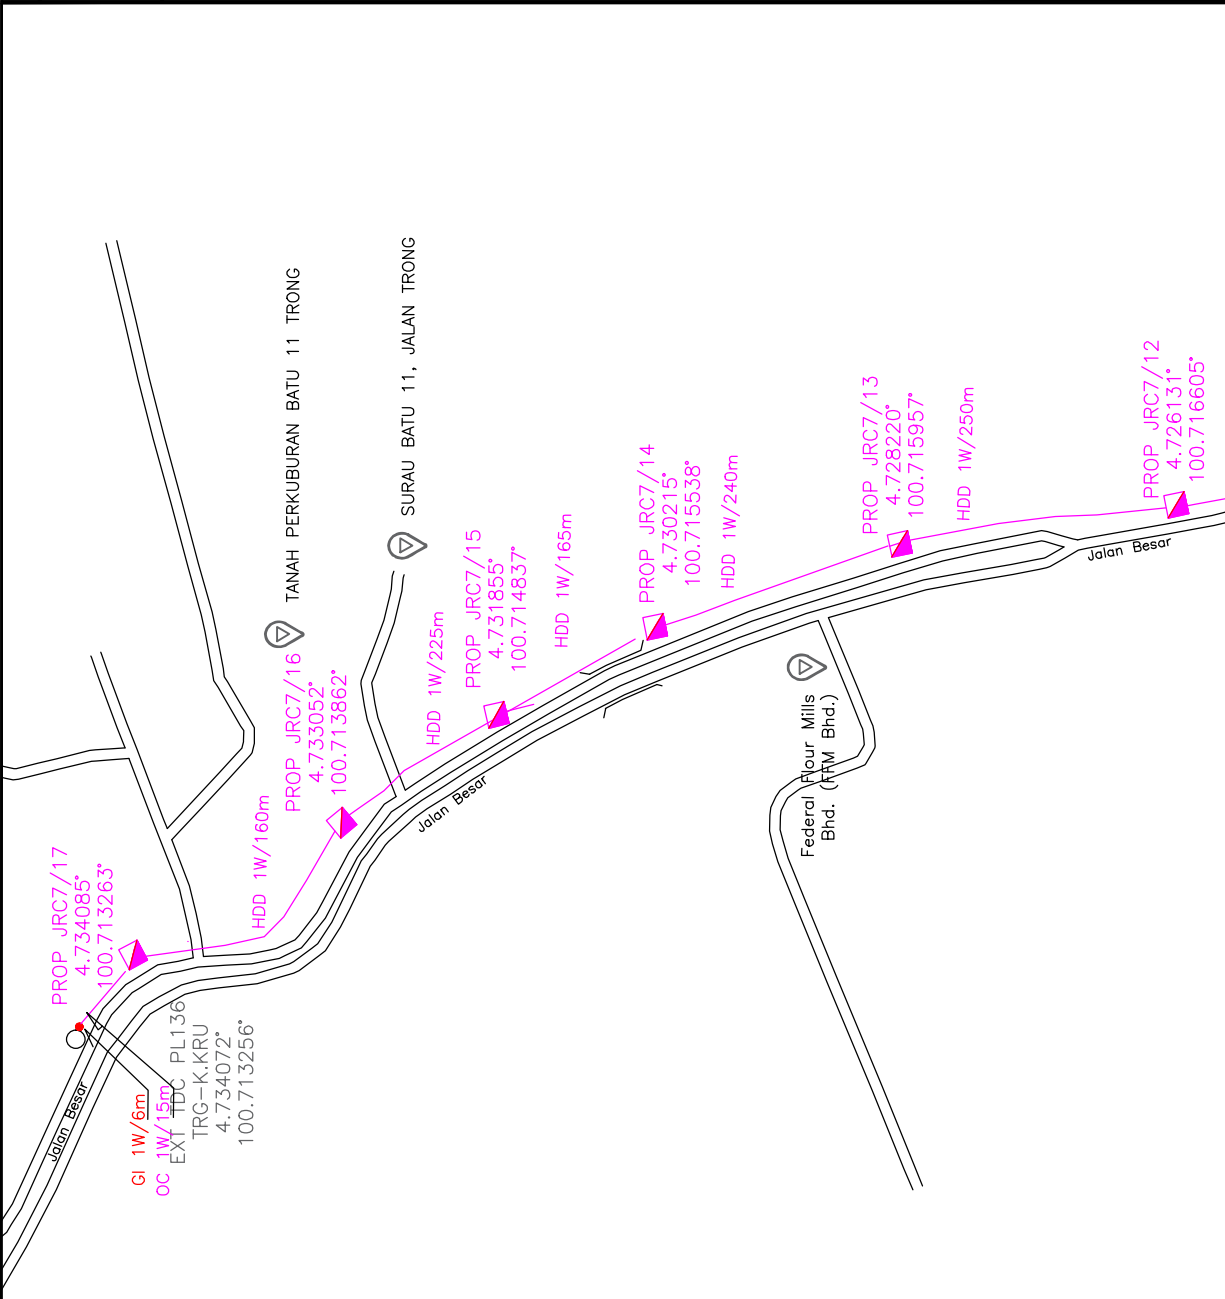 PROP JRC7/17
4.734085°
100.713263°
GI 1W/6m
OC 1W/15m
EXT TDC PL136
TRG-K.KRU
4.734072°
100.713256°
Jalan Besar
HDD 1W/160m
TANAH PERKUBURAN BATU 11 TRONG
PROP JRC7/16
4.733052°
100.713862°
SURAU BATU 11, JALAN TRONG
HDD 1W/225m
Jalan Besar
PROP JRC7/15
4.731855°
100.714837°
HDD 1W/165m
PROP JRC7/14
4.730215°
100.715538°
HDD 1W/240m
Federal Flour Mills
Bhd. (FFM Bhd.)
PROP JRC7/13
4.728220°
100.715957°
HDD 1W/250m
Jalan Besar
PROP JRC7/12
4.726131°
100.716605°